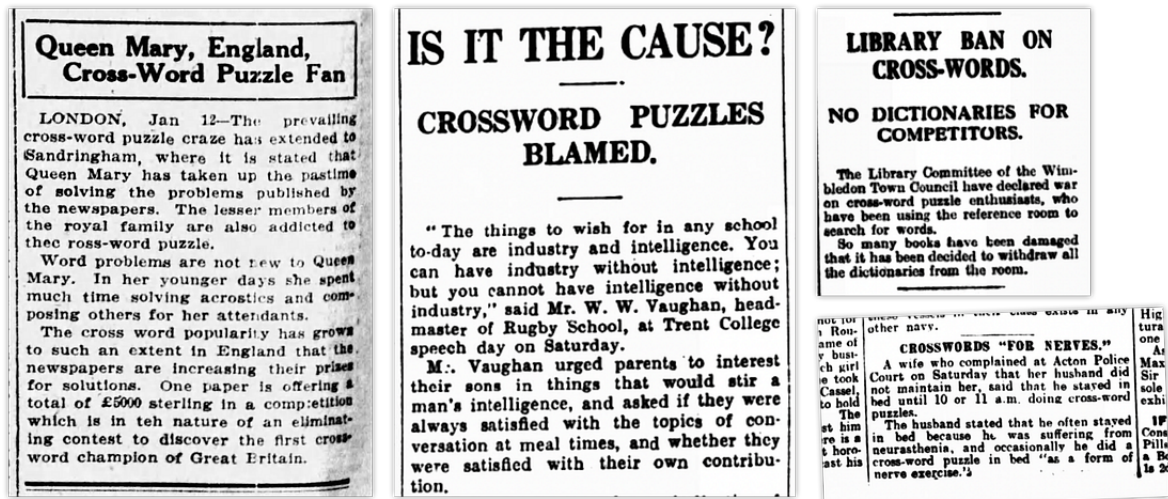 Queen Mary, England,
Cross-Word Puzzle Fan
LONDON, Jan 12—The prevailing
cross-word puzzle craze has extended to
Sandringham, where it is stated that
Queen Mary has taken up the pastime
of solving the problems published by
the newspapers. The lesser members of
the royal family are also addicted to
thec ross-word puzzle.
Word problems are not new to Queen
Mary. In her younger days she spent
much time solving acrostics and com-
posing others for her attendants.
The cross word popularity has grown
to such an extent in England that the
newspapers are increasing their prizes
for solutions. One paper is offering a
total of £5000 sterling in a competition
which is in teh nature of an eliminat-
ing contest to discover the first cross-
word champion of Great Britain.
IS IT THE CAUSE?
CROSSWORD PUZZLES
BLAMED.
"The things to wish for in any school
to-day are industry and intelligence. You
can have industry without intelligence;
but you cannot have intelligence without
industry," said Mr. W. W. Vaughan, head-
master of Rugby School, at Trent College
speech day on Saturday.
Mr. Vaughan urged parents to interest
their sons in things that would stir a
man's intelligence, and asked if they were
always satisfied with the topics of con-
versation at meal times, and whether they
were satisfied with their own contribu-
tion.
LIBRARY BAN ON
CROSS-WORDS.
NO DICTIONARIES FOR
COMPETITORS.
The Library Committee of the Wim-
bledon Town Council have declared war
on cross-word puzzle enthusiasts, who
have been using the reference room to
search for words.
So many books have been damaged
that it has been decided to withdraw all
the dictionaries from the room.
other navy.
CROSSWORDS "FOR NERVES."
A wife who complained at Acton Police
Court on Saturday that her husband did
not maintain her, said that he stayed in
bed until 10 or 11 a.m. doing cross-word
puzzles.
The husband stated that he often stayed
in bed because he was suffering from
neurasthenia, and occasionally he did a
cross-word puzzle in bed "as a form of
nerve exercise."